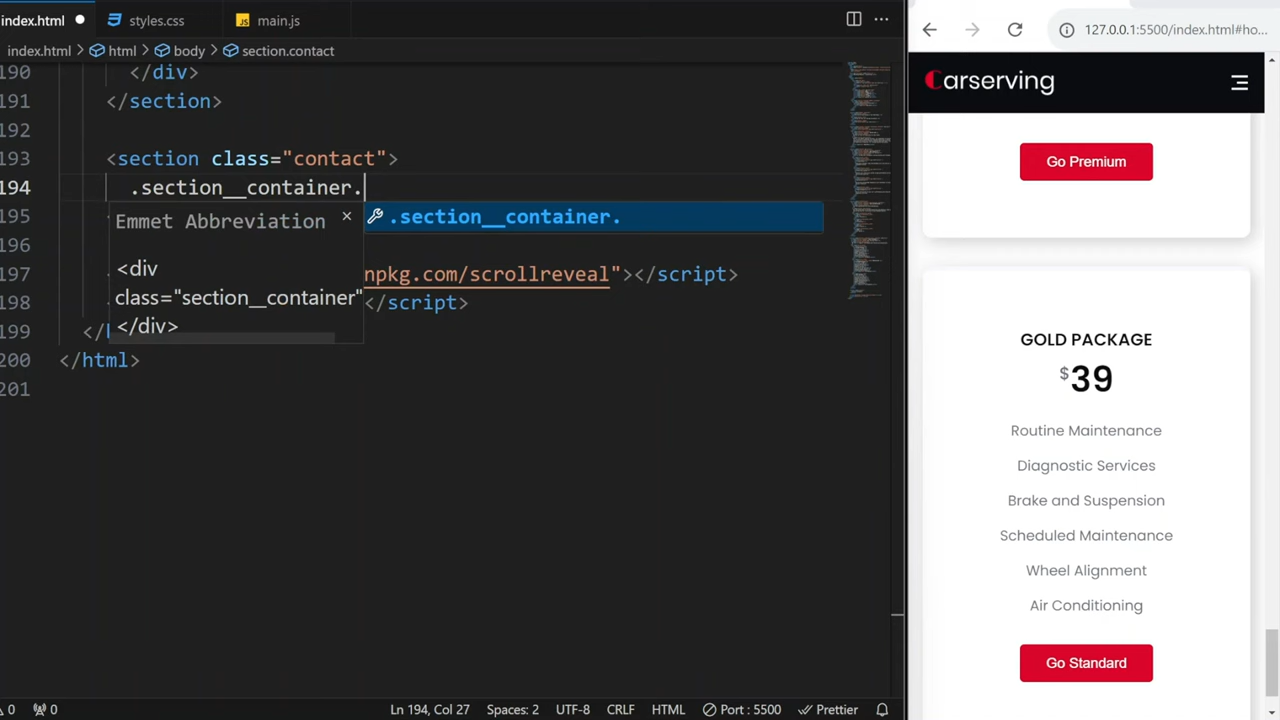 index.html
styles.css
JS main.js
index.html > html > body > section.contact
190 </div>
191 </section>
192
193 <section class="contact">
194 .section__container.
195
196
197 npkg.com/scrollreveal"></script>
198 </script>
199 </
200 </html>
201
Emmet Abbreviation
.section__container.
<div
class="section__container"
</div>
0 0
Ln 194, Col 27
Spaces: 2
UTF-8
CRLF
HTML
Port : 5500
Prettier
127.0.0.1:5500/index.html#ho...
Carserving
Go Premium
GOLD PACKAGE
$39
Routine Maintenance
Diagnostic Services
Brake and Suspension
Scheduled Maintenance
Wheel Alignment
Air Conditioning
Go Standard